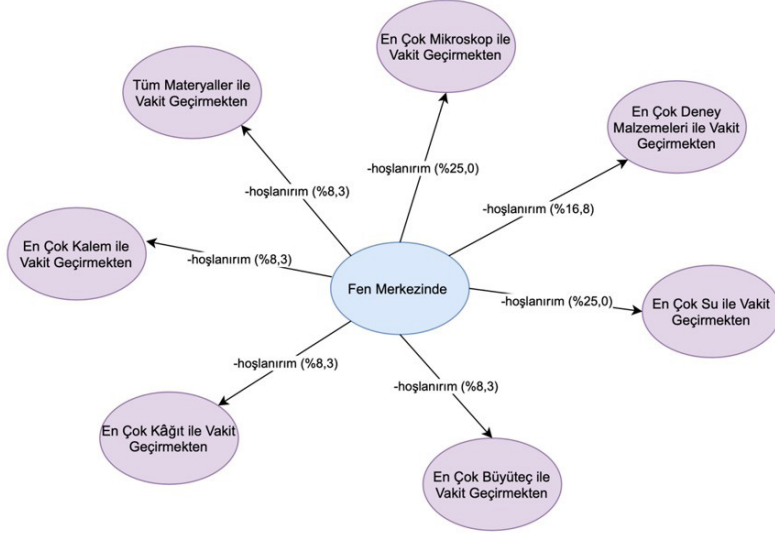 En Çok Mikroskop ile
Vakit Geçirmekten
Tüm Materyaller ile
Vakit Geçirmekten
En Çok Deney
Malzemeleri ile Vakit
Geçirmekten
-hoşlanırım (%25,0)
-hoşlanırım (%8,3)
-hoşlanırım (%16,8)
En Çok Kalem ile
Vakit Geçirmekten
-hoşlanırım (%8,3)
Fen Merkezinde
-hoşlanırım (%25,0)
En Çok Su ile Vakit
Geçirmekten
-hoşlanırım (%8,3)
-hoşlanırım (%8,3)
En Çok Kâğıt ile Vakit
Geçirmekten
En Çok Büyüteç ile
Vakit Geçirmekten